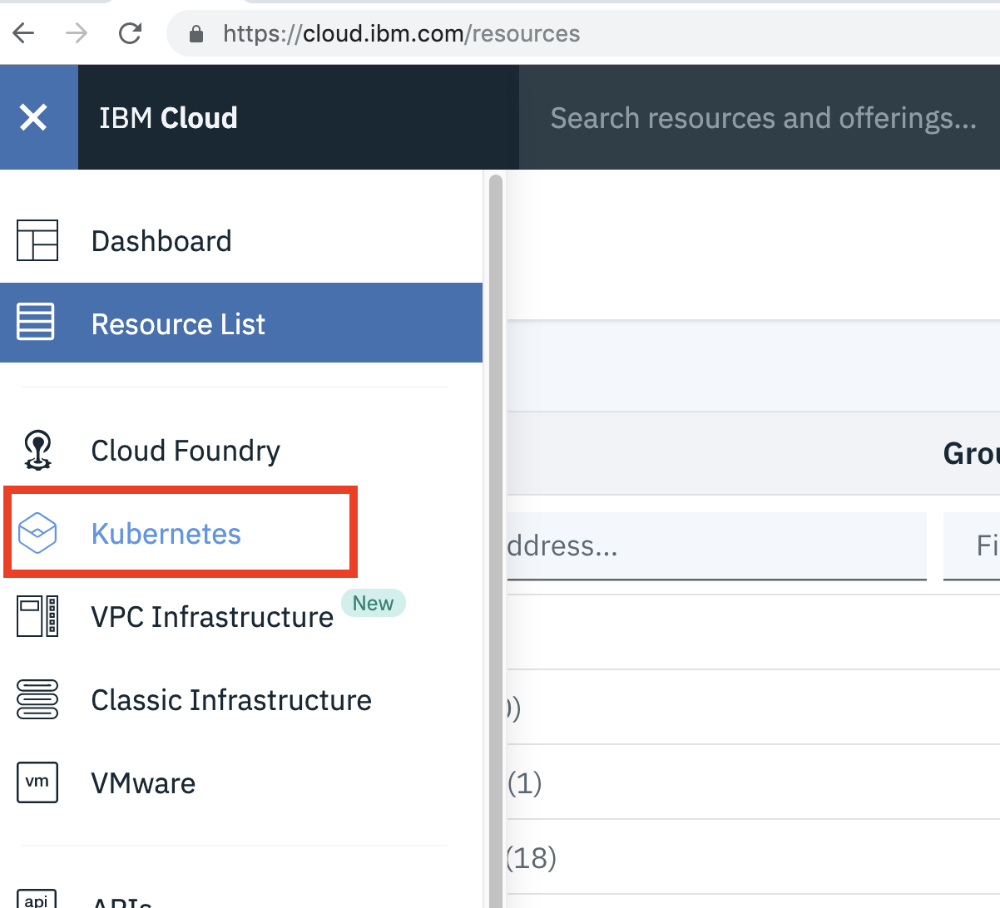 https://cloud.ibm.com/resources
IBM Cloud
Search resources and offerings...
Dashboard
Resource List
Cloud Foundry
Grou
Kubernetes
ddress...
Fi
VPC Infrastructure New
Classic Infrastructure
)
VMware
vm
(1)
(18)
api
APIs